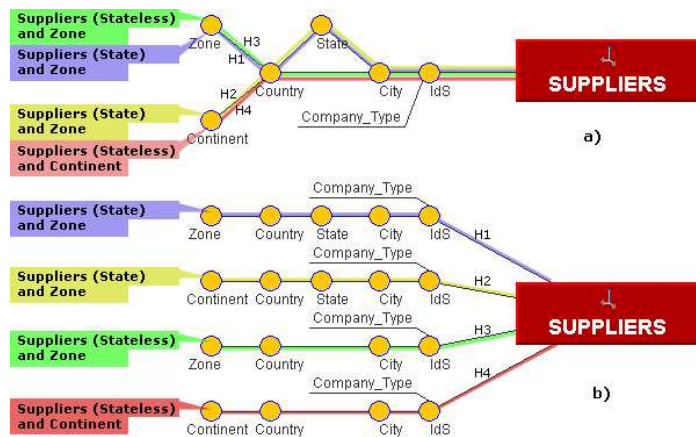 Suppliers (Stateless)
and Zone
Suppliers (State)
and Zone
Suppliers (State)
and Zone
Suppliers (Stateless)
and Continent
Zone
H3
H1
State
H2
H4
Country
City
IdS
Continent
Company_Type
SUPPLIERS
a)
Suppliers (State)
and Zone
Company_Type
Zone Country State City IdS
H1
Suppliers (State)
and Zone
Company_Type
Continent Country State City IdS
H2
Suppliers (Stateless)
and Zone
Company_Type
Zone Country City IdS
H3
Suppliers (Stateless)
and Continent
Company_Type
Continent Country City IdS
H4
SUPPLIERS
b)